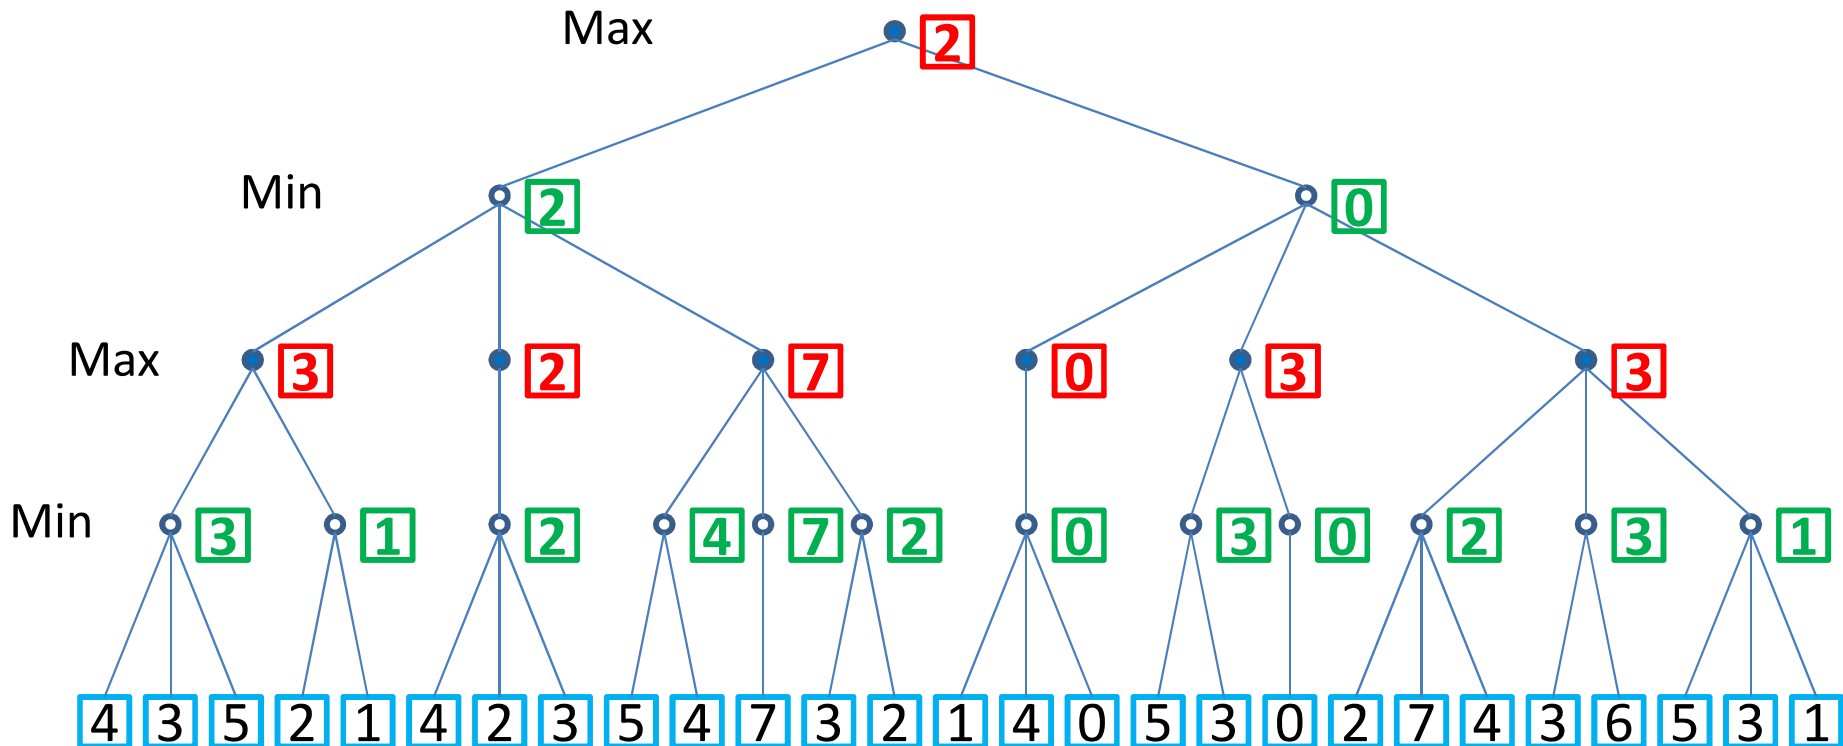 Max 2
Min 2 0
Max 3 2 7 0 3 3
Min 3 1 2 4 7 2 0 3 0 2 3 1
4 3 5 2 1 4 2 3 5 4 7 3 2 1 4 0 5 3 0 2 7 4 3 6 5 3 1